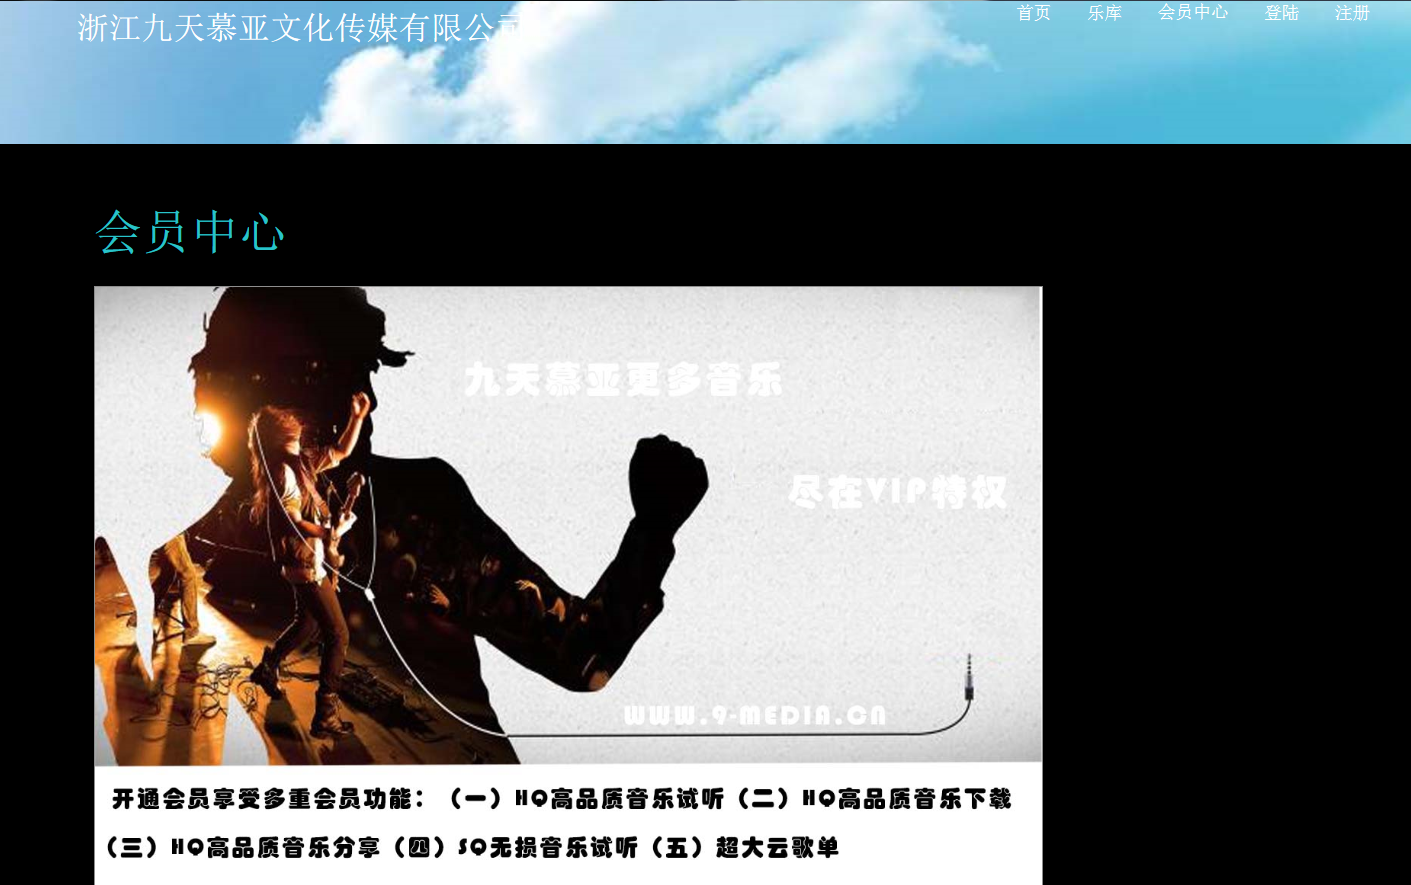 浙江九天慕亚文化传媒有限公司
首页 乐库 会员中心 登陆 注册
会员中心
九天慕亚更多音乐
尽在VIP特权
WWW.9-MEDIA.CN
开通会员享受多重会员功能：（一）HQ高品质音乐试听（二）HQ高品质音乐下载
（三）HQ高品质音乐分享（四）SQ无损音乐试听（五）超大云歌单